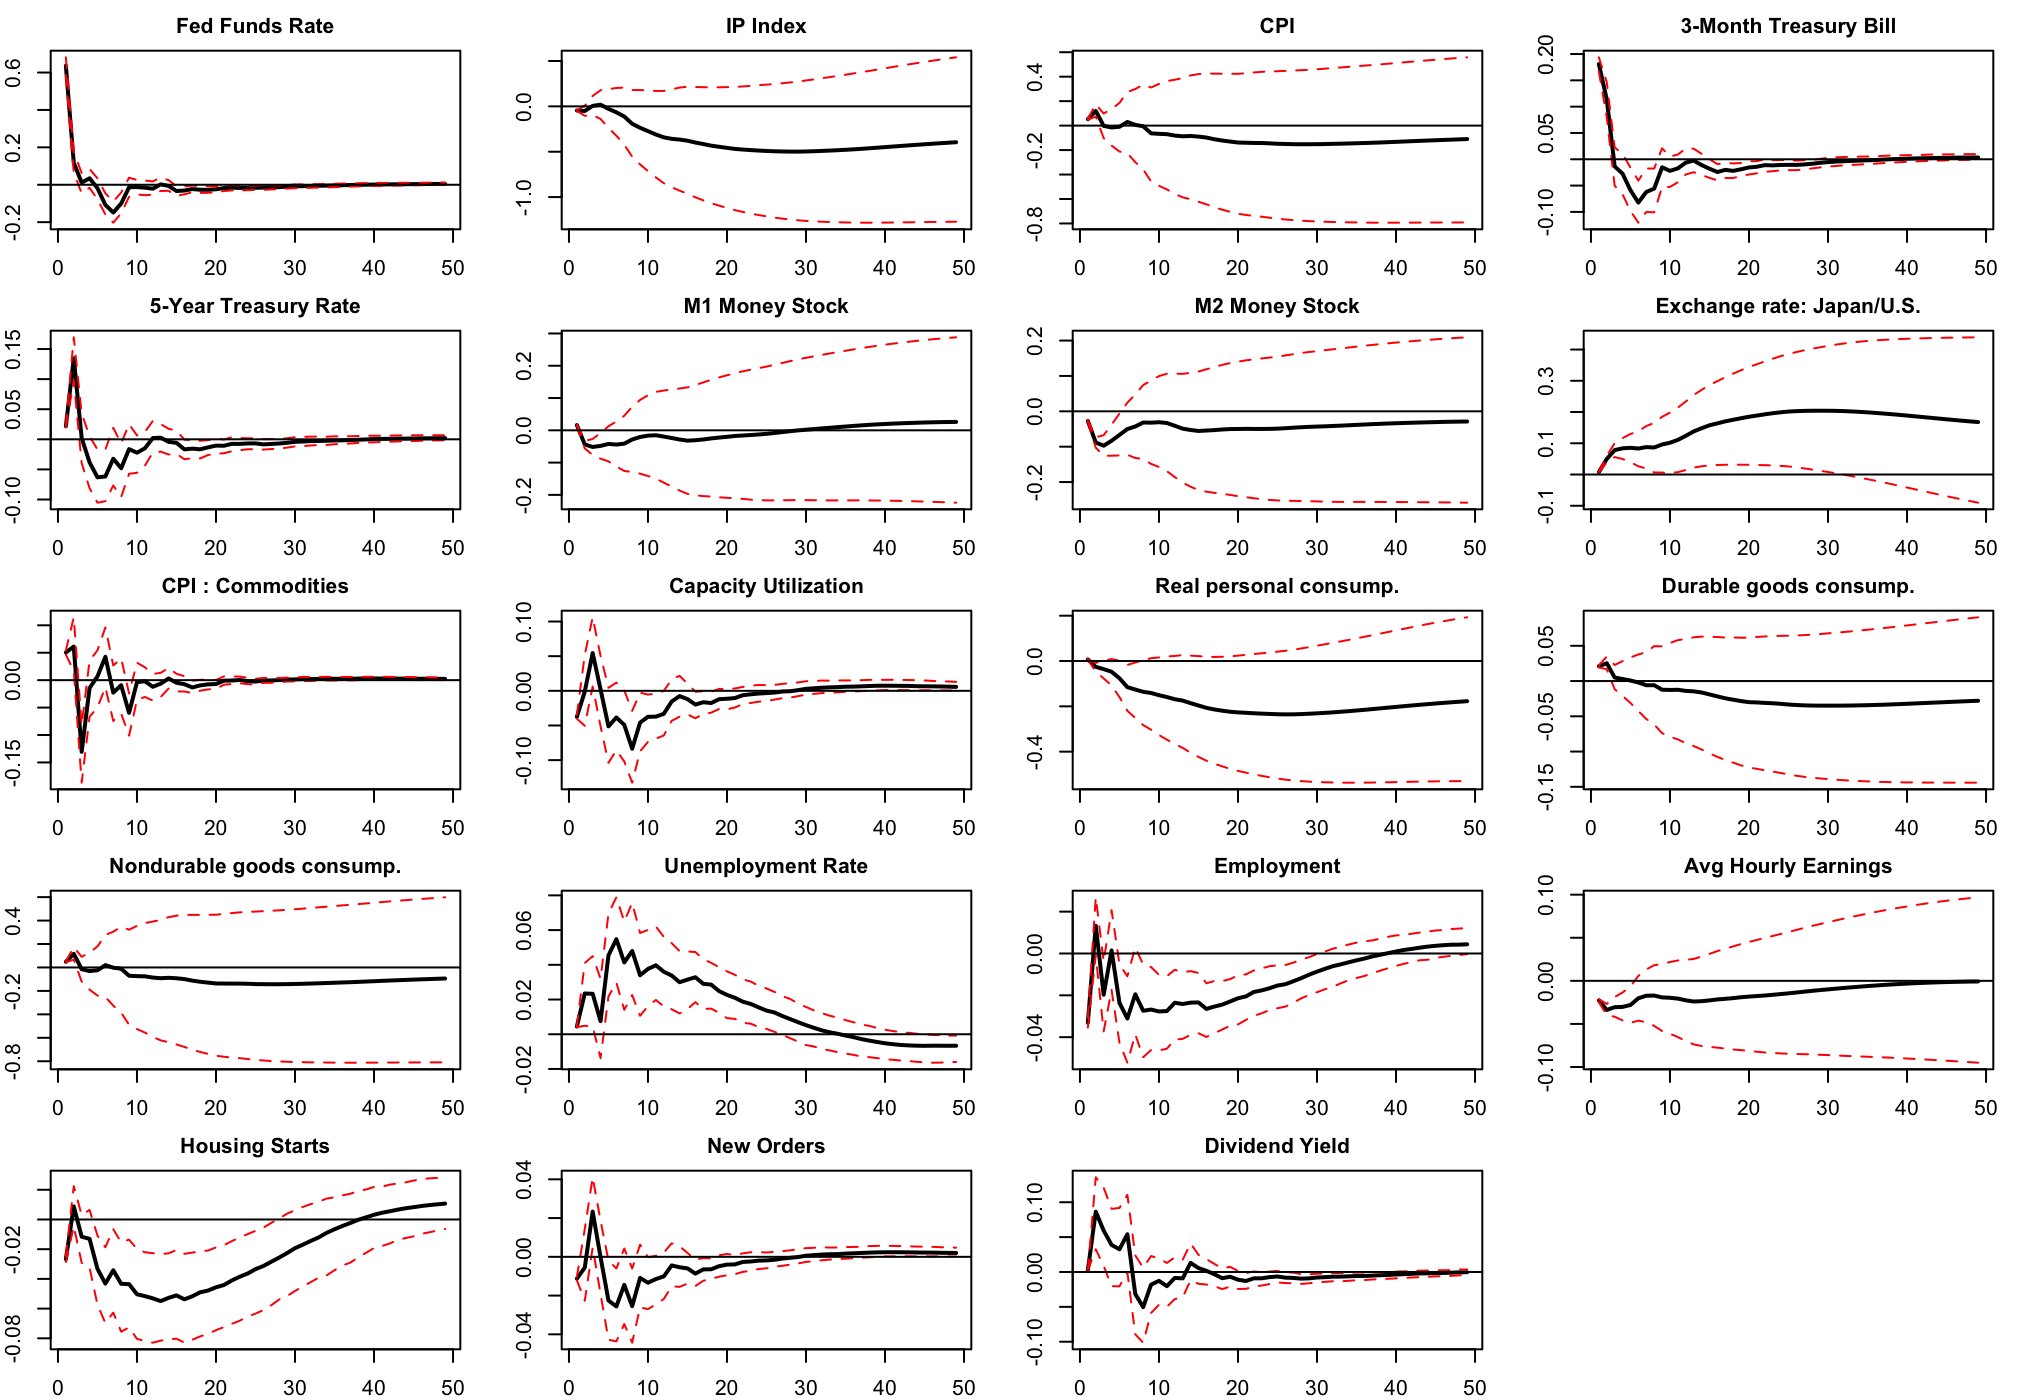 Fed Funds Rate IP Index CPI 3-Month Treasury Bill
-0.2 0.2 0.6 -1.0 0.0 -0.8 -0.2 0.4 -0.10 0.05 0.20
0 10 20 30 40 50 0 10 20 30 40 50 0 10 20 30 40 50 0 10 20 30 40 50
5-Year Treasury Rate M1 Money Stock M2 Money Stock Exchange rate: Japan/U.S.
-0.10 0.05 0.15 -0.2 0.0 0.2 -0.2 0.0 0.2 -0.1 0.1 0.3
0 10 20 30 40 50 0 10 20 30 40 50 0 10 20 30 40 50 0 10 20 30 40 50
CPI : Commodities Capacity Utilization Real personal consump. Durable goods consump.
-0.15 0.00 -0.10 0.00 0.10 -0.4 0.0 -0.15 -0.05 0.05
0 10 20 30 40 50 0 10 20 30 40 50 0 10 20 30 40 50 0 10 20 30 40 50
Nondurable goods consump. Unemployment Rate Employment Avg Hourly Earnings
-0.8 -0.2 0.4 -0.02 0.02 0.06 -0.04 0.00 -0.10 0.00 0.10
0 10 20 30 40 50 0 10 20 30 40 50 0 10 20 30 40 50 0 10 20 30 40 50
Housing Starts New Orders Dividend Yield
-0.08 -0.02 -0.04 0.00 0.04 -0.10 0.00 0.10
0 10 20 30 40 50 0 10 20 30 40 50 0 10 20 30 40 50